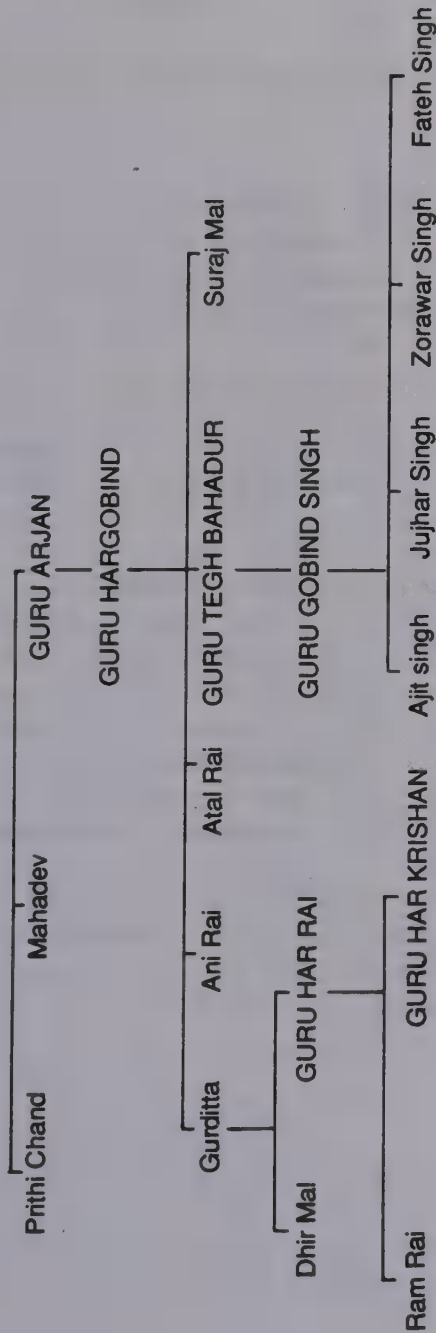 Prithi Chand Mahadev GURU ARJAN
GURU HARGOBIND
Gurditta Ani Rai Atal Rai GURU TEGH BAHADUR Suraj Mal
Dhir Mal GURU HAR RAI GURU GOBIND SINGH
Ram Rai GURU HAR KRISHAN Ajit singh Jujhar Singh Zorawar Singh Fateh Singh